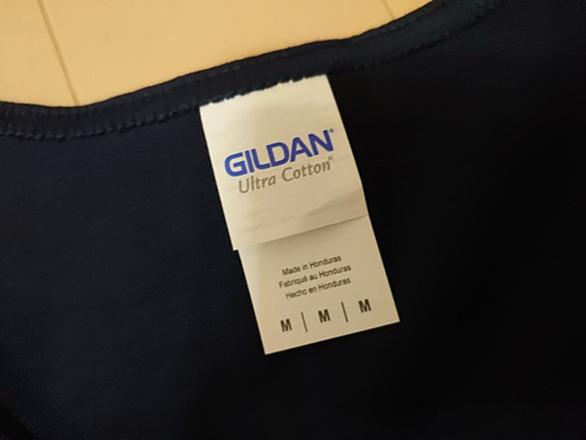 GILDAN®
Ultra Cotton®
Made in Honduras
Fabriqué au Honduras
Hecho en Honduras
M | M | M